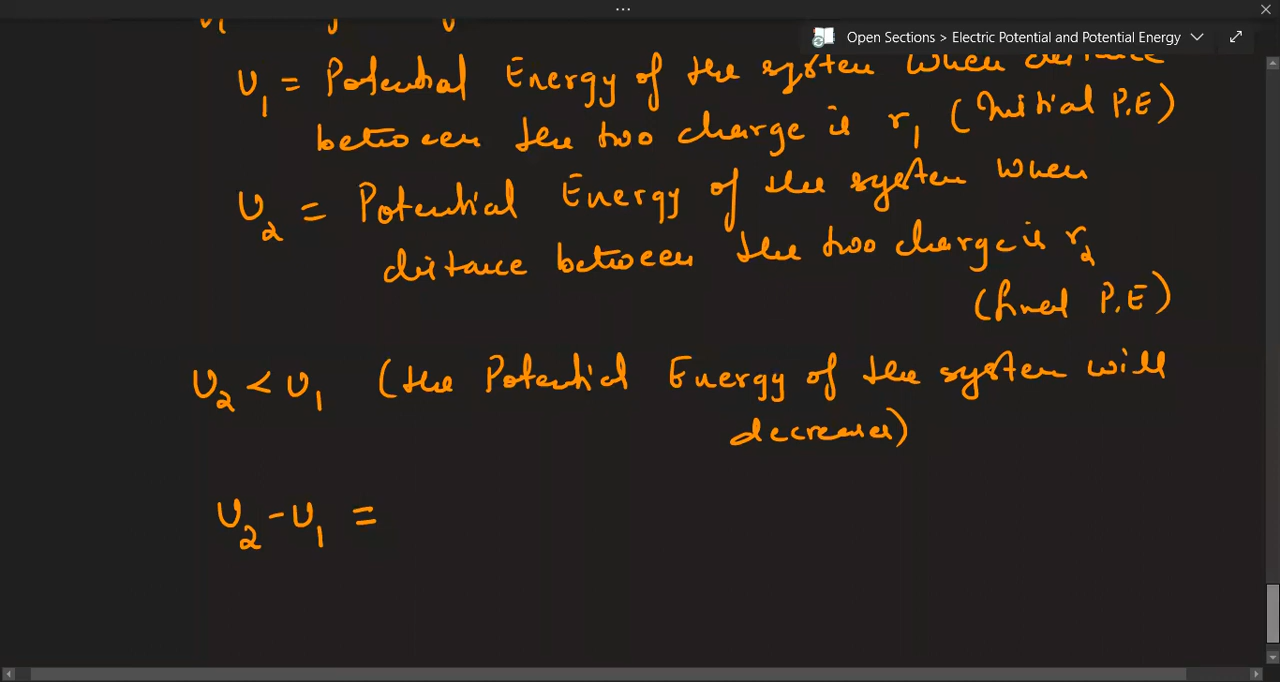 ...
Open Sections > Electric Potential and Potential Energy
U1 = Potential Energy of the system when distance
between the two charge is r1 (Initial P.E)
U2 = Potential Energy of the system when
distance between the two charge is r2
(final P.E)
U2 < U1 (the Potential Energy of the system will
decreases)
U2 - U1 =